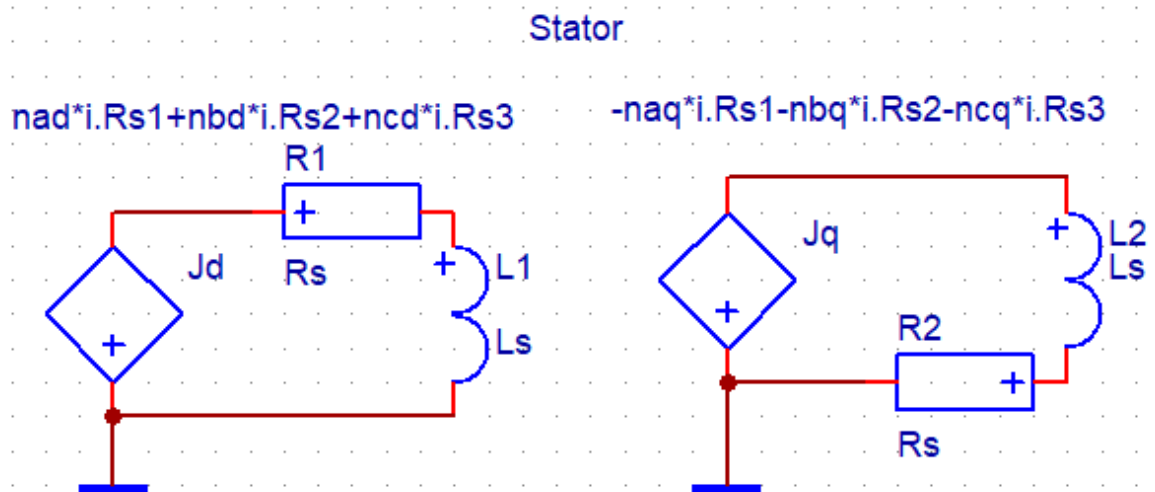 Stator
nad*i.Rs1+nbd*i.Rs2+ncd*i.Rs3
-naq*i.Rs1-nbq*i.Rs2-ncq*i.Rs3
R1
+
Jd
Rs
+
L1
Ls
+
Jq
+
L2
Ls
+
R2
+
Rs